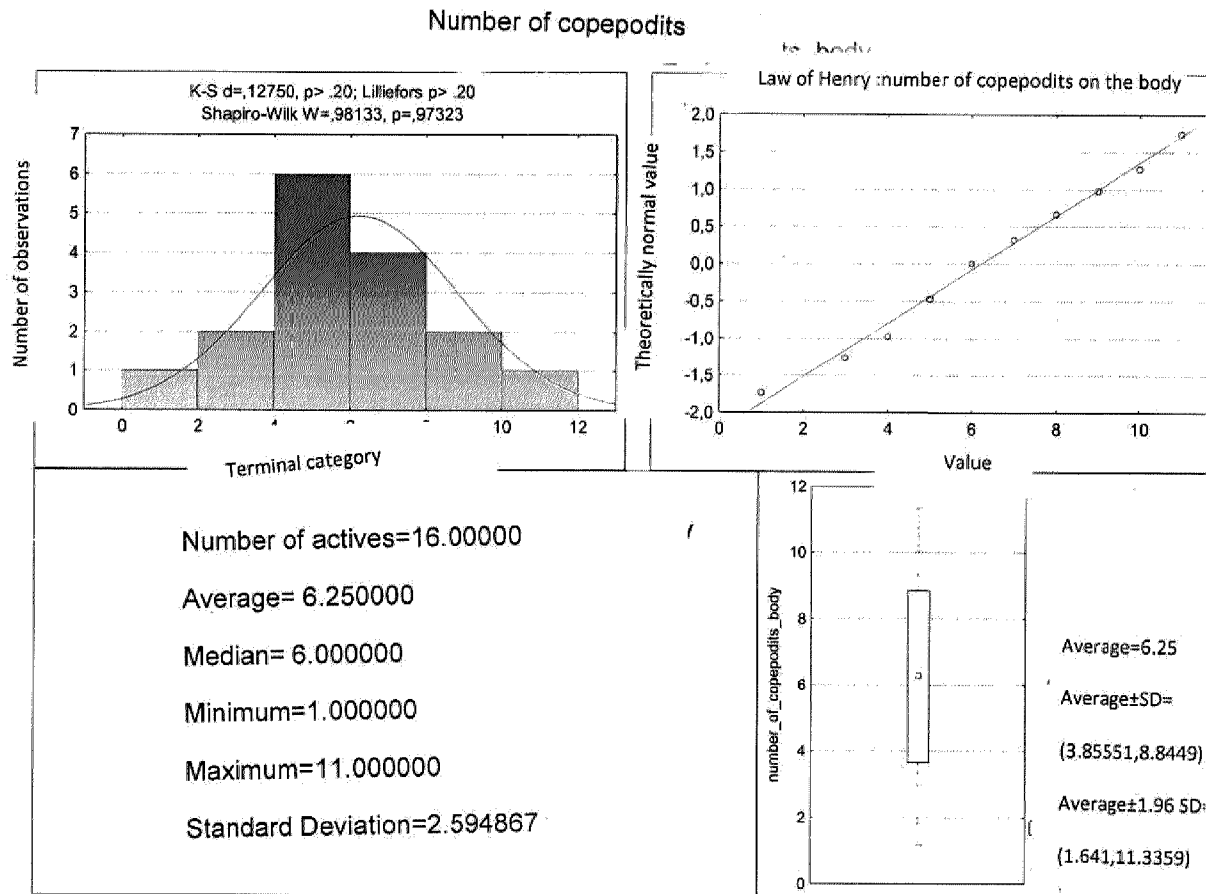 Number of copepodits
body
K-S d=,12750, p> .20; Lilliefors p> .20
Shapiro-Wilk W=,98133, p=,97323
Number of observations
7
6
5
4
3
2
1
0
0 2 4 6 10 12
Terminal category
Law of Henry :number of copepodits on the body
Theoretically normal value
2,0
1,5
1,0
0,5
0,0
-0,5
-1,0
-1,5
-2,0
0 2 4 6 8 10
Value
Number of actives=16.00000
Average= 6.250000
Median= 6.000000
Minimum=1.000000
Maximum=11.000000
Standard Deviation=2.594867
number_of_copepodits_body
12
10
8
6
4
2
0
Average=6.25
Average±SD=
(3.85551,8.8449)
Average±1.96 SD=
(1.641,11.3359)